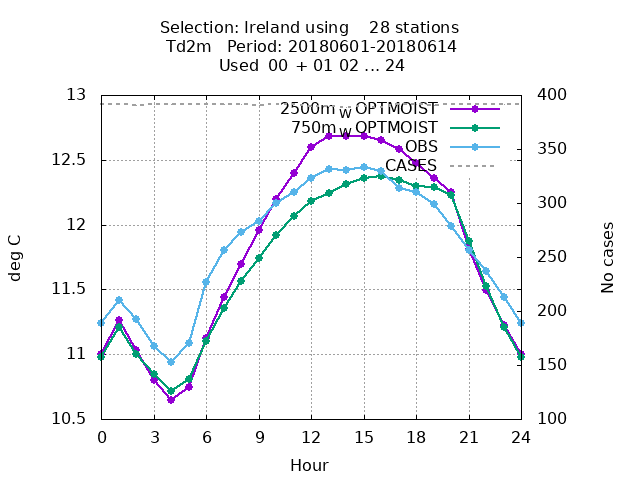 Selection: Ireland using 28 stations
Td2m Period: 20180601-20180614
Used 00 + 01 02 ... 24
13
12.5
12
11.5
11
10.5
deg C
2500m w OPTMOIST
750m w OPTMOIST
OBS
CASES
400
350
300
250
200
150
100
No cases
0 3 6 9 12 15 18 21 24
Hour